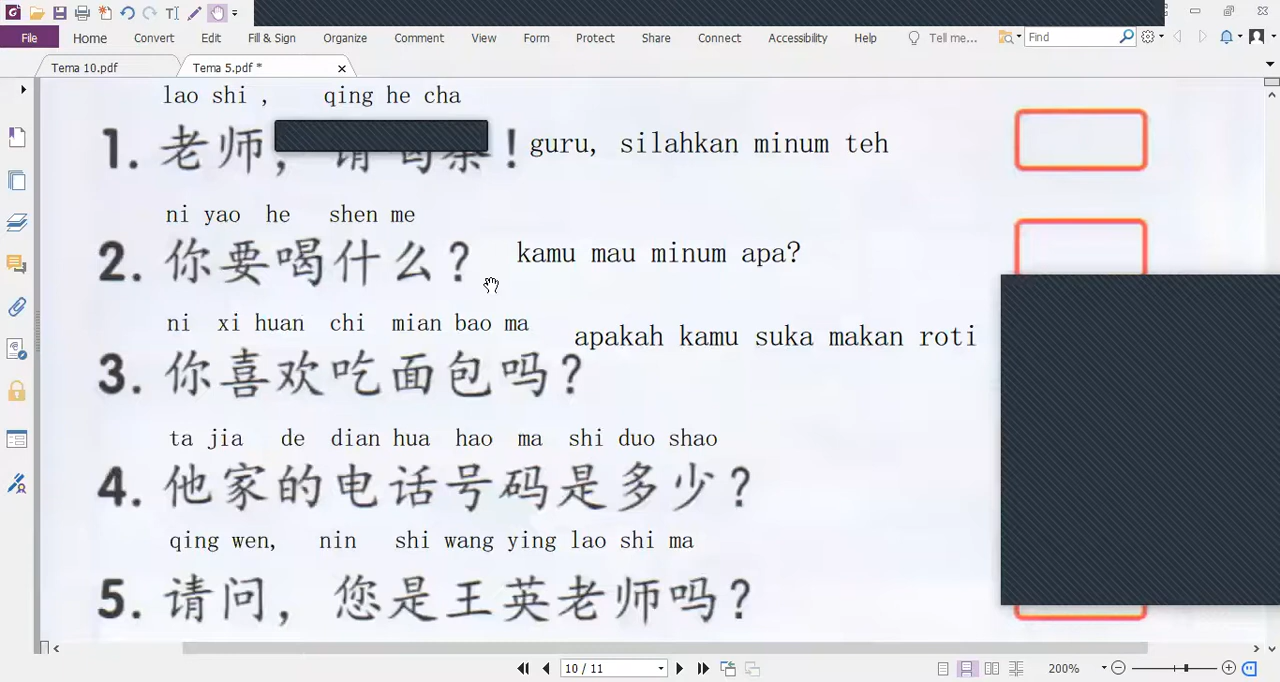 File Home Convert Edit Fill & Sign Organize Comment View Form Protect Share Connect Accessibility Help Tell me... Find
Tema 10.pdf Tema 5.pdf *
lao shi , qing he cha
1. 老师，请喝茶！ guru, silahkan minum teh
ni yao he shen me
2. 你要喝什么？ kamu mau minum apa?
ni xi huan chi mian bao ma
apakah kamu suka makan roti
3. 你喜欢吃面包吗？
ta jia de dian hua hao ma shi duo shao
4. 他家的电话号码是多少？
qing wen, nin shi wang ying lao shi ma
5. 请问，您是王英老师吗？
10 / 11 200%